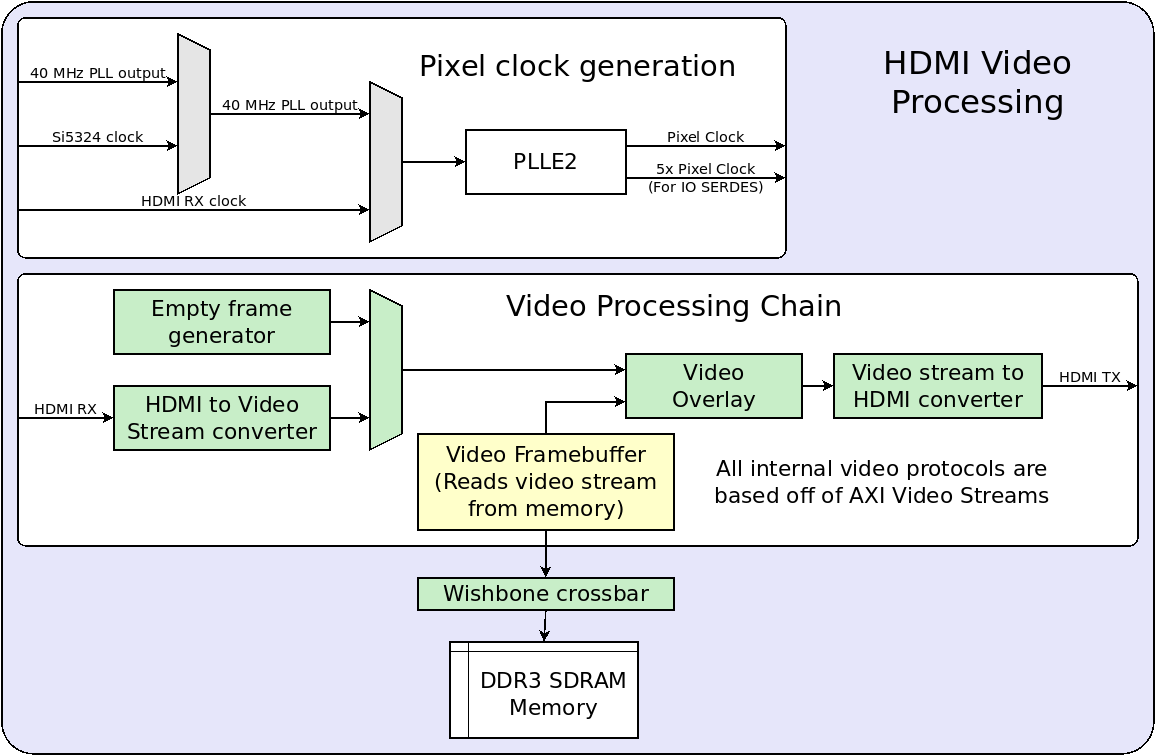 HDMI Video
Processing
Pixel clock generation
40 MHz PLL output
Si5324 clock
40 MHz PLL output
HDMI RX clock
PLLE2
Pixel Clock
5x Pixel Clock
(For IO SERDES)
Video Processing Chain
Empty frame
generator
HDMI RX
HDMI to Video
Stream converter
Video
Overlay
Video stream to
HDMI converter
HDMI TX
Video Framebuffer
(Reads video stream
from memory)
All internal video protocols are
based off of AXI Video Streams
Wishbone crossbar
DDR3 SDRAM
Memory